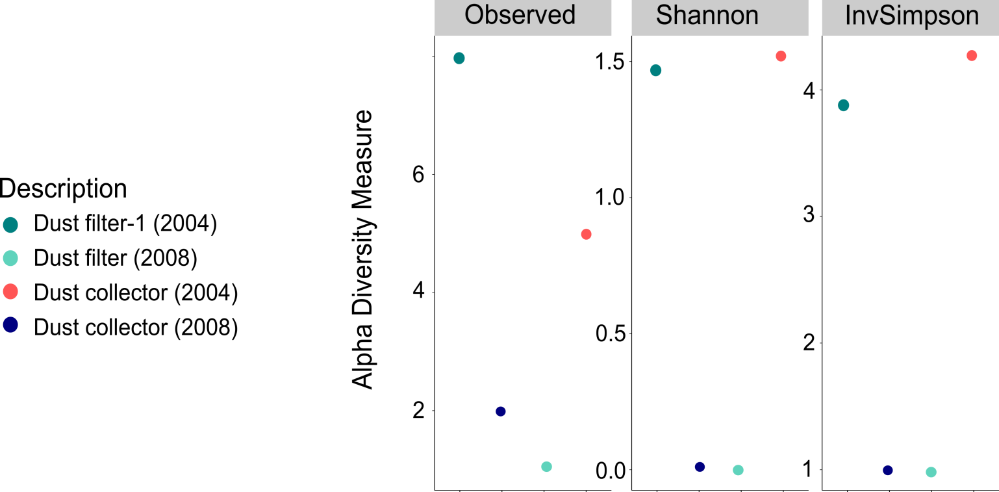 Observed
Shannon
InvSimpson
Alpha Diversity Measure
6
4
2
1.5
1.0
0.5
0.0
4
3
2
1
Description
Dust filter-1 (2004)
Dust filter (2008)
Dust collector (2004)
Dust collector (2008)